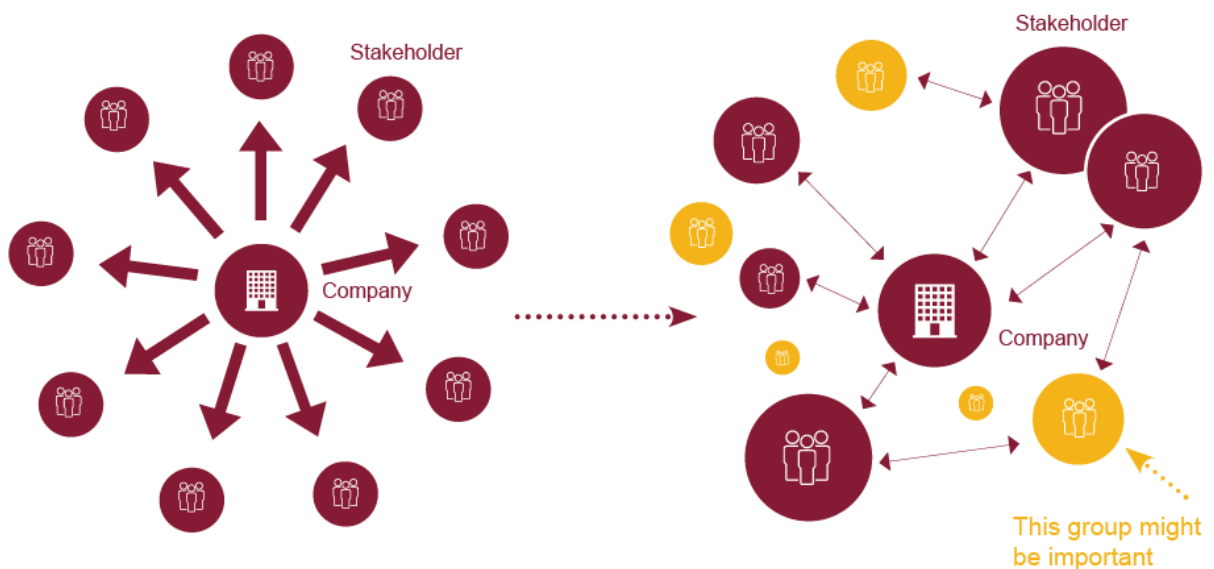 Stakeholder
Company
Stakeholder
Company
This group might
be important